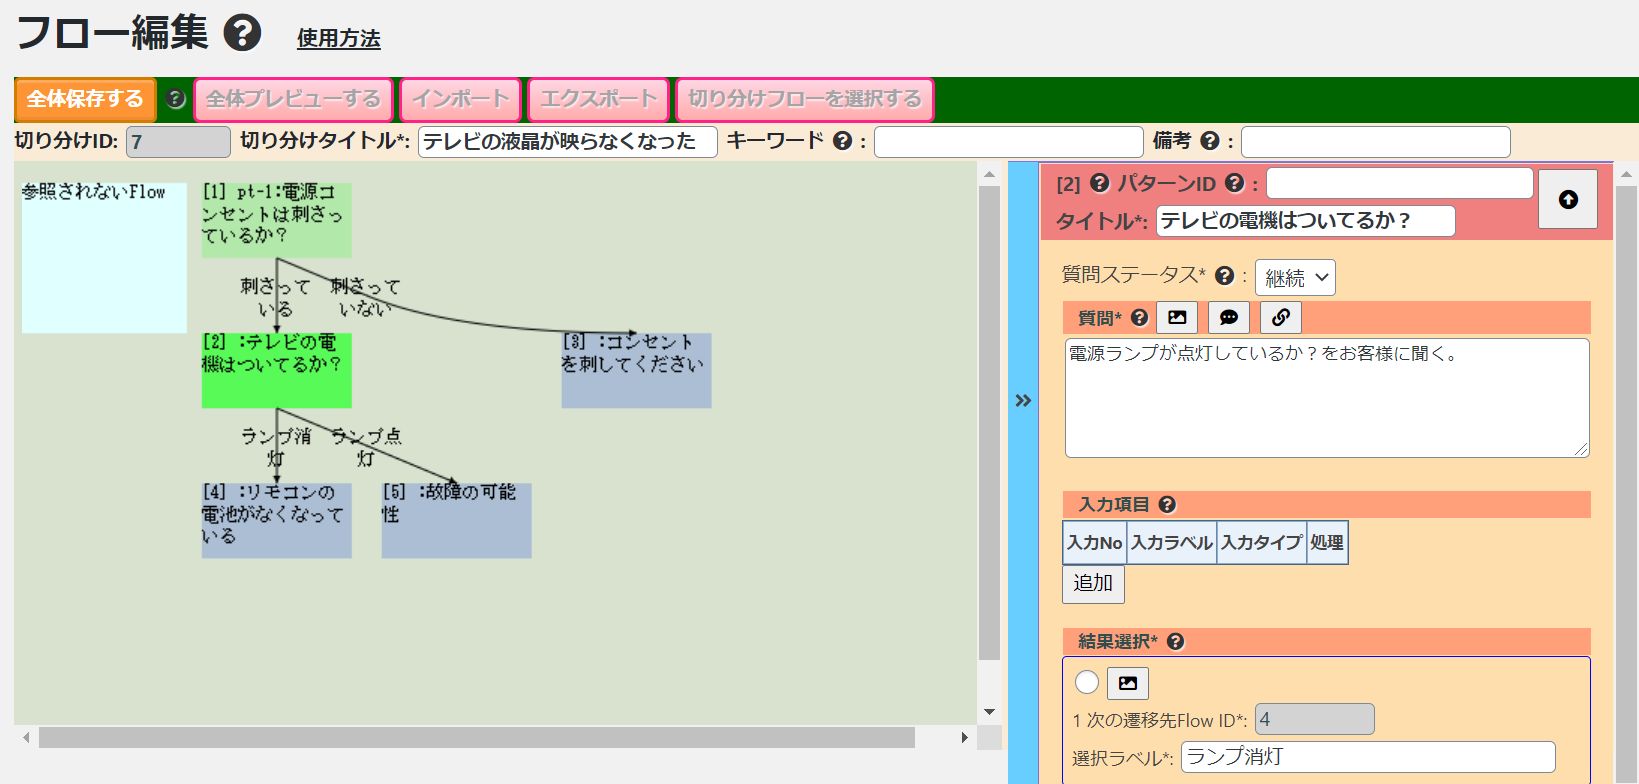 フロー編集 使用方法
全体保存する 全体プレビューする インポート エクスポート 切り分けフローを選択する
切り分けID: 7 切り分けタイトル*: テレビの液晶が映らなくなった キーワード : 備考 :
参照されないFlow
[1] pt-1:電源コ
ンセントは刺さっ
ているか?
刺さって
いる
刺さって
いない
[2] :テレビの電
機はついてるか?
[3] :コンセント
を刺してください
ランプ消
灯
ランプ点
灯
[4] :リモコンの
電池がなくなって
いる
[5] :故障の可能
性
[2] パターンID :
タイトル*: テレビの電機はついてるか？
質問ステータス* : 継続
質問*
電源ランプが点灯しているか？をお客様に聞く。
入力項目
入力No 入力ラベル 入力タイプ 処理
追加
結果選択*
1 次の遷移先Flow ID*: 4
選択ラベル*: ランプ消灯